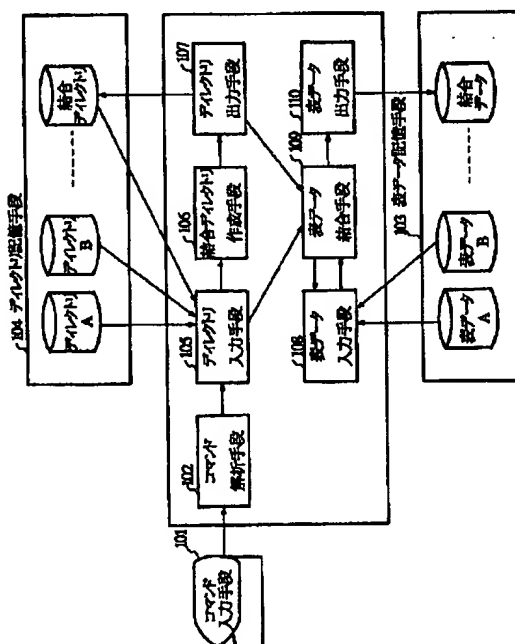 104 ディレクトリ記憶手段
ディレクトリ
A
ディレクトリ
B
結合
ディレクトリ
101
コマンド
入力手段
102
コマンド
解析手段
105
ディレクトリ
入力手段
106
結合ディレクトリ
作成手段
107
ディレクトリ
出力手段
108
表データ
入力手段
109
表データ
結合手段
110
表データ
出力手段
103 表データ記憶手段
表データ
A
表データ
B
結合
データ